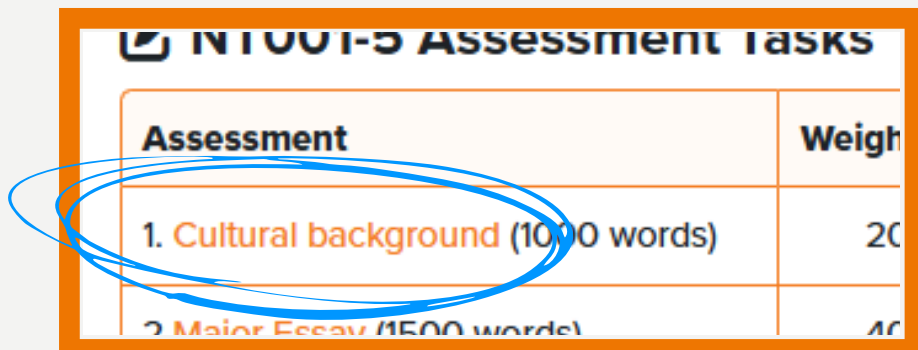 NT001-5 Assessment Tasks
Assessment Weigh
1. Cultural background (1000 words) 20
2 Major Essay (1500 words) 40